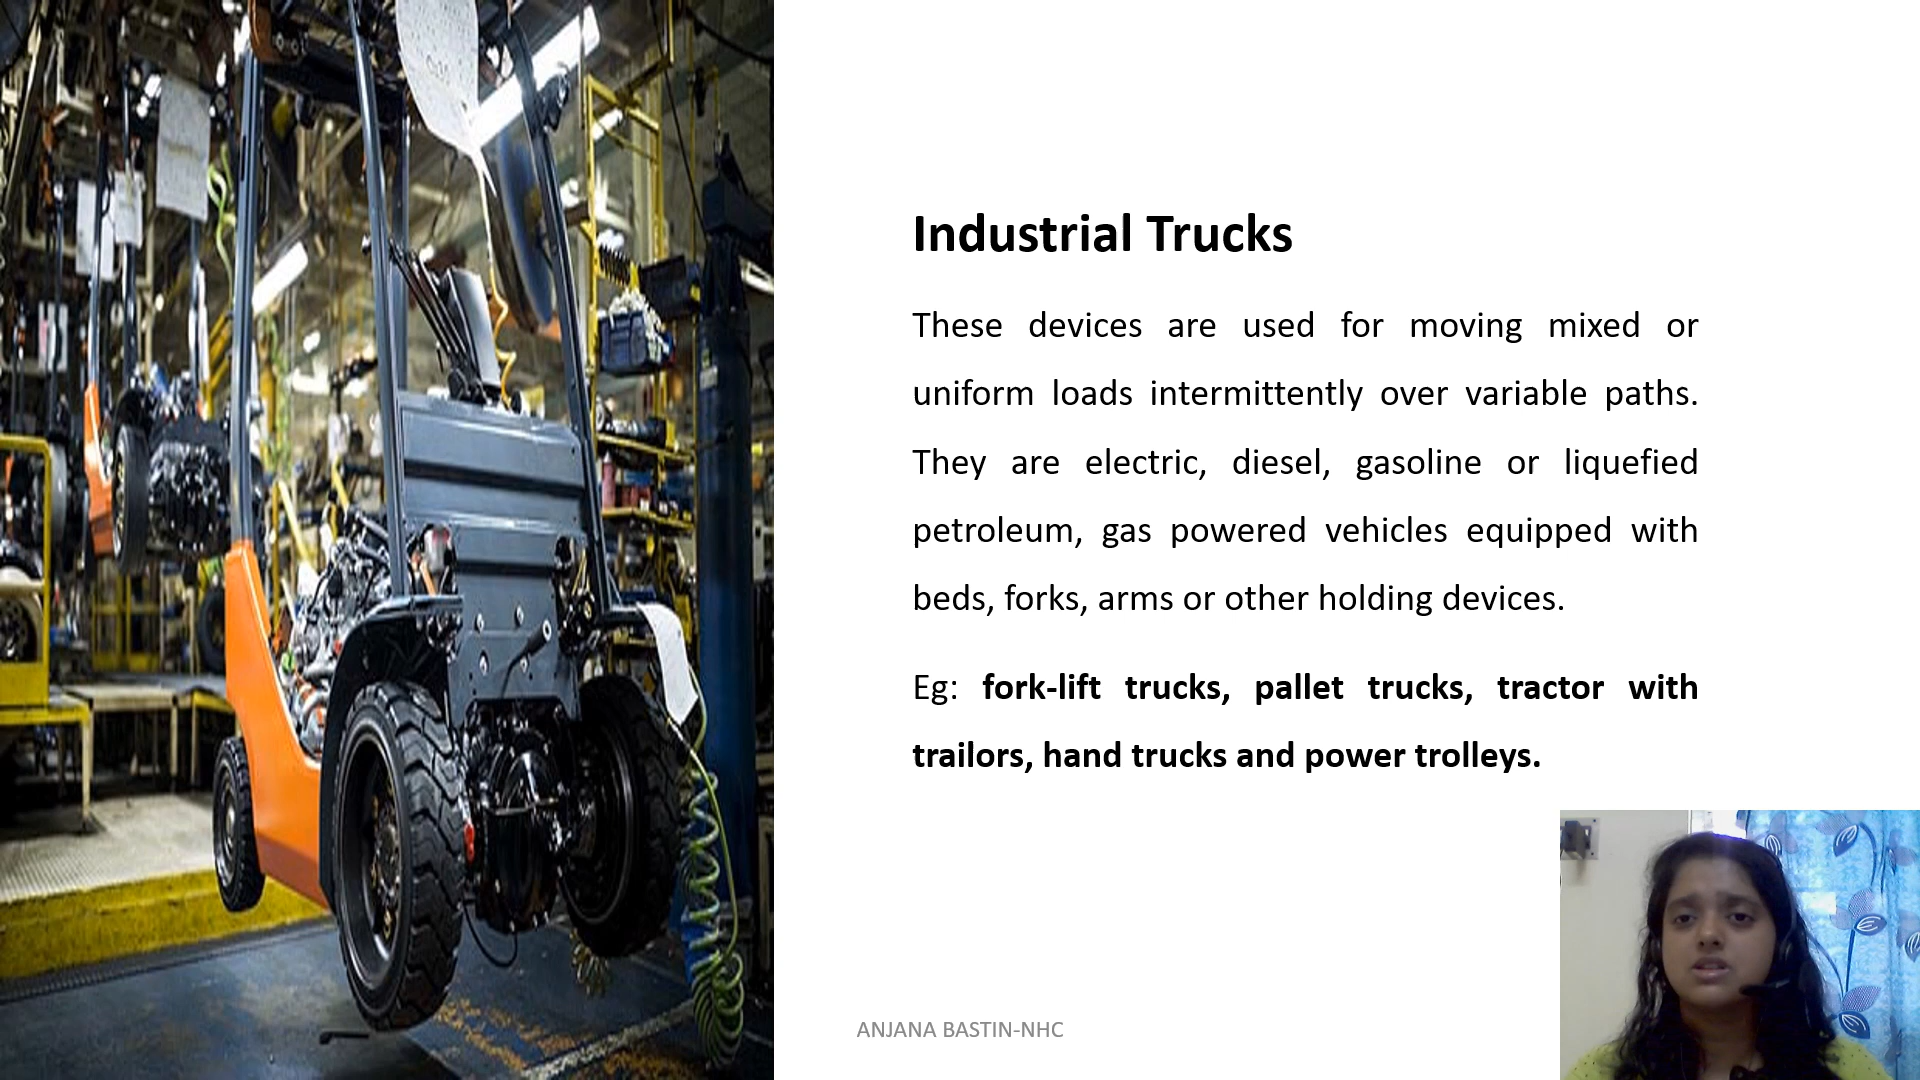 Industrial Trucks
These devices are used for moving mixed or
uniform loads intermittently over variable paths.
They are electric, diesel, gasoline or liquefied
petroleum, gas powered vehicles equipped with
beds, forks, arms or other holding devices.
Eg: fork-lift trucks, pallet trucks, tractor with
trailors, hand trucks and power trolleys.
ANJANA BASTIN-NHC